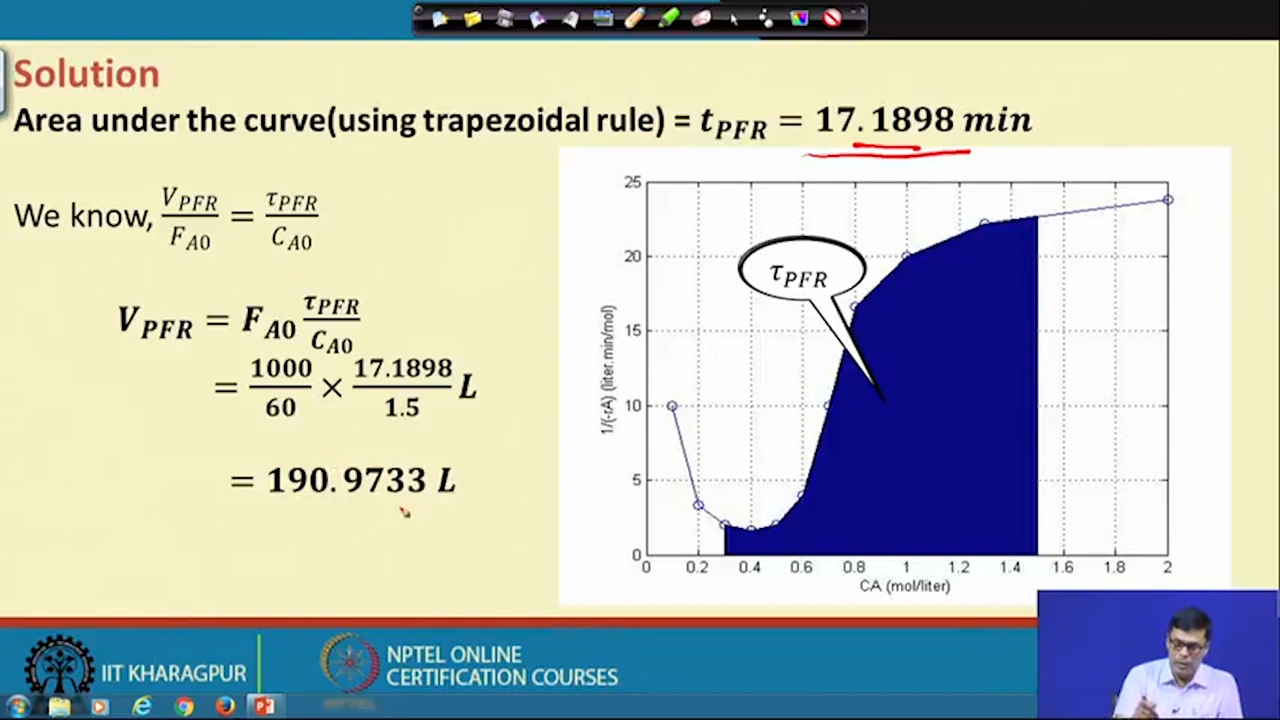 Solution
Area under the curve(using trapezoidal rule) = t_PFR = 17.1898 min
We know, V_PFR / F_A0 = τ_PFR / C_A0
V_PFR = F_A0 τ_PFR / C_A0
= 1000 / 60 × 17.1898 / 1.5 L
= 190.9733 L
25
20
15
10
5
0
1/(-rA) (liter.min/mol)
τ_PFR
0 0.2 0.4 0.6 0.8 1 1.2 1.4 1.6 1.8 2
CA (mol/liter)
IIT KHARAGPUR
NPTEL ONLINE
CERTIFICATION COURSES